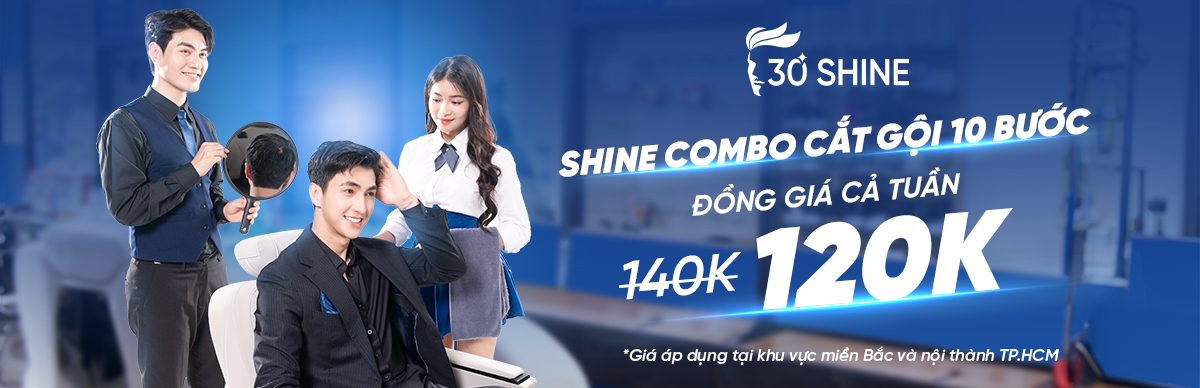 30 SHINE
SHINE COMBO CẮT GỘI 10 BƯỚC
ĐỒNG GIÁ CẢ TUẦN
140K 120K
*Giá áp dụng tại khu vực miền Bắc và nội thành TP.HCM